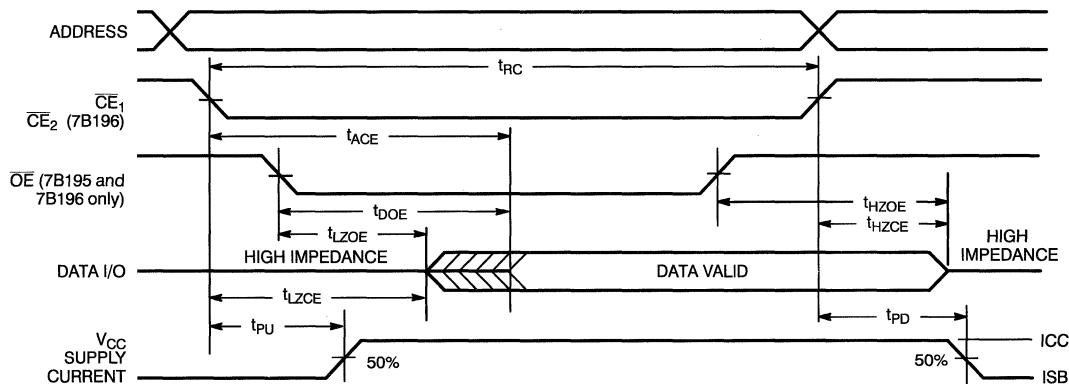 ADDRESS
tRC
CE1
CE2 (7B196)
tACE
OE (7B195 and
7B196 only)
tHZOE
tDOE
tHZCE
tLZOE
HIGH
IMPEDANCE
HIGH IMPEDANCE
DATA I/O
DATA VALID
tLZCE
tPU
tPD
VCC
SUPPLY
CURRENT
50%
50%
ICC
ISB